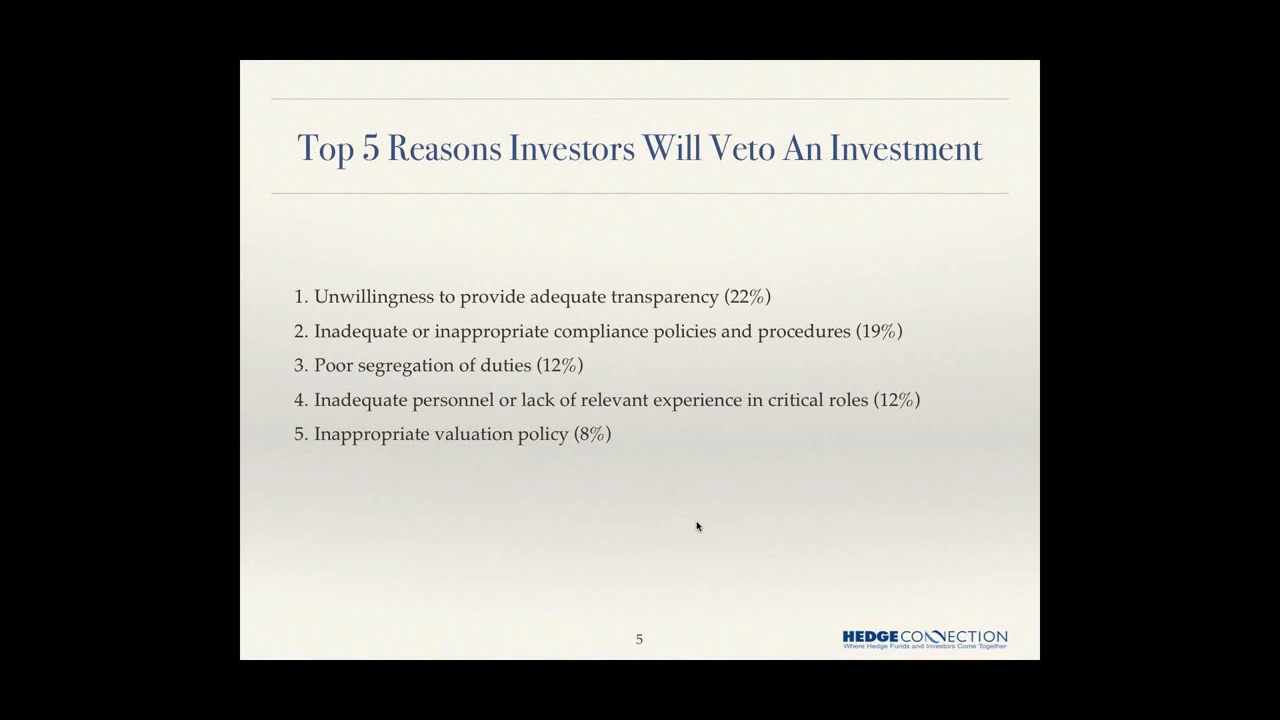 Top 5 Reasons Investors Will Veto An Investment
1. Unwillingness to provide adequate transparency (22%)
2. Inadequate or inappropriate compliance policies and procedures (19%)
3. Poor segregation of duties (12%)
4. Inadequate personnel or lack of relevant experience in critical roles (12%)
5. Inappropriate valuation policy (8%)
5
HEDGECONNECTION
Where Hedge Funds and Investors Come Together